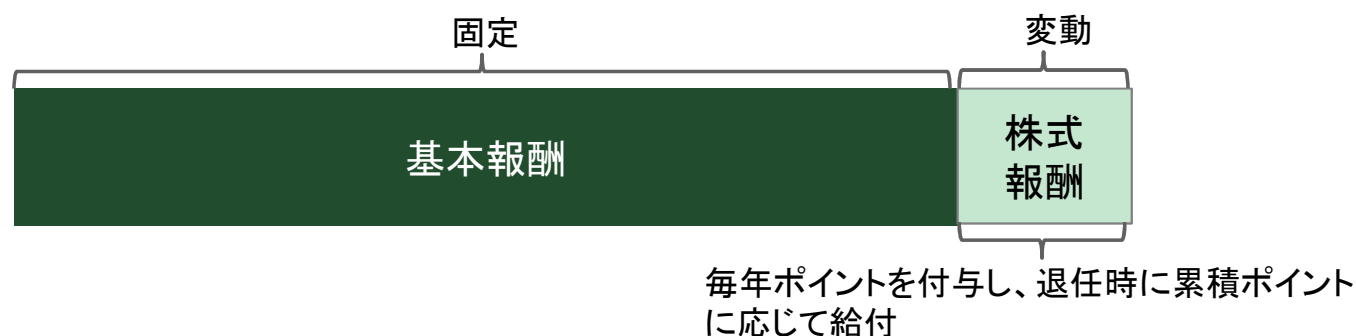 固定
変動
基本報酬
株式
報酬
毎年ポイントを付与し、退任時に累積ポイント
に応じて給付